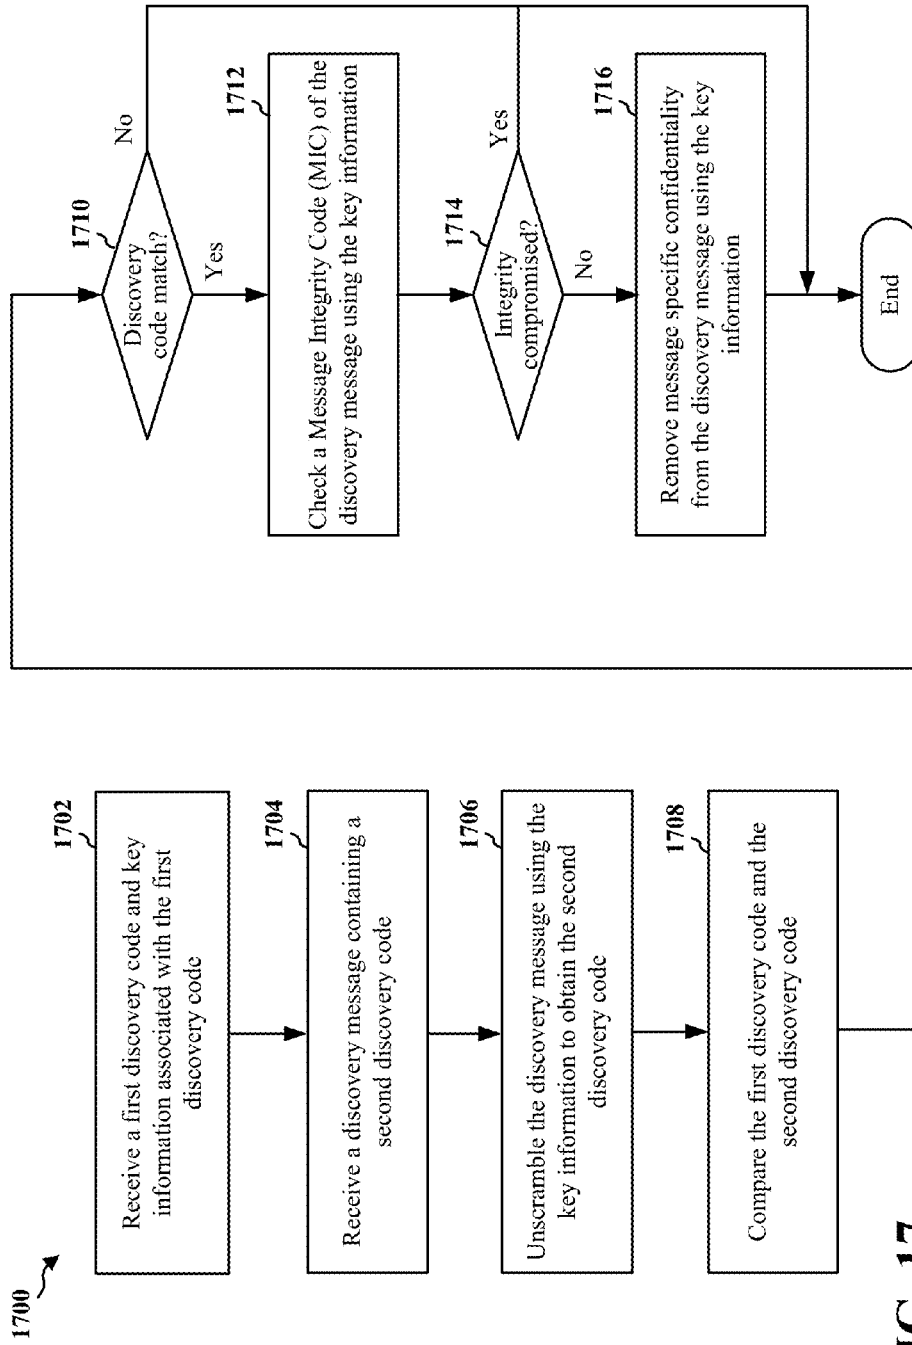 1700
1702
Receive a first discovery code and key
information associated with the first
discovery code
1704
Receive a discovery message containing a
second discovery code
1706
Unscramble the discovery message using the
key information to obtain the second
discovery code
1708
Compare the first discovery code and the
second discovery code
1710
Discovery
code match?
No
Yes
1712
Check a Message Integrity Code (MIC) of the
discovery message using the key information
1714
Integrity
compromised?
Yes
No
1716
Remove message specific confidentiality
from the discovery message using the key
information
End